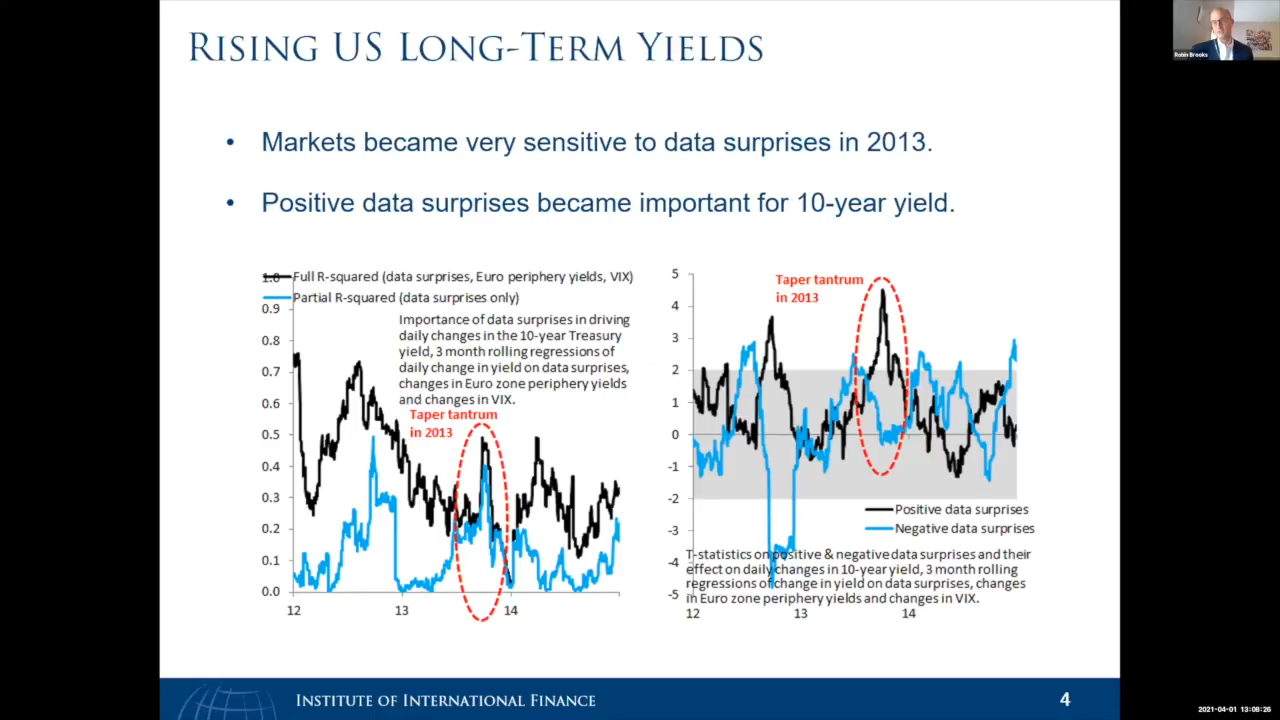 RISING US LONG-TERM YIELDS
Robin Brooks
• Markets became very sensitive to data surprises in 2013.
• Positive data surprises became important for 10-year yield.
1.0
Full R-squared (data surprises, Euro periphery yields, VIX)
Partial R-squared (data surprises only)
0.9
Importance of data surprises in driving
daily changes in the 10-year Treasury
yield, 3 month rolling regressions of
daily change in yield on data surprises,
changes in Euro zone periphery yields
and changes in VIX.
Taper tantrum
in 2013
0.8
0.7
0.6
0.5
0.4
0.3
0.2
0.1
0.0
12 13 14
5
4
3
2
1
0
-1
-2
-3
-4
-5
Taper tantrum
in 2013
Positive data surprises
Negative data surprises
T-statistics on positive & negative data surprises and their
effect on daily changes in 10-year yield, 3 month rolling
regressions of change in yield on data surprises, changes
in Euro zone periphery yields and changes in VIX.
12 13 14
INSTITUTE OF INTERNATIONAL FINANCE
4
2021-04-01 13:08:26